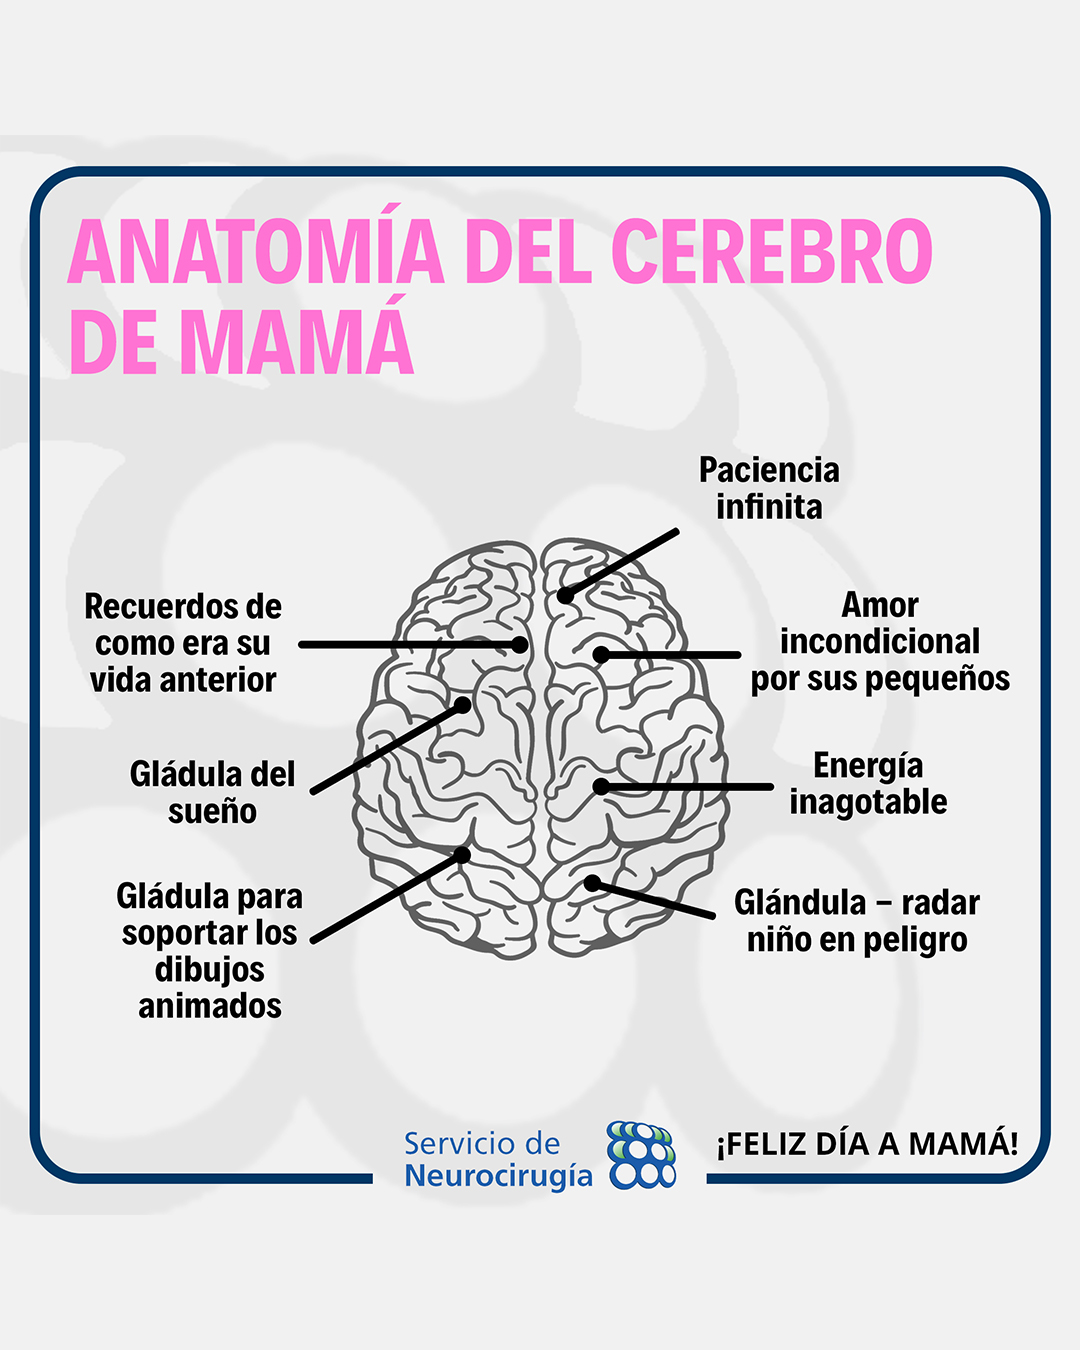 ANATOMÍA DEL CEREBRO
DE MAMÁ
Paciencia
infinita
Recuerdos de
como era su
vida anterior
Amor
incondicional
por sus pequeños
Gládula del
sueño
Energía
inagotable
Gládula para
soportar los
dibujos
animados
Glándula – radar
niño en peligro
Servicio de
Neurocirugía
¡FELIZ DÍA A MAMÁ!